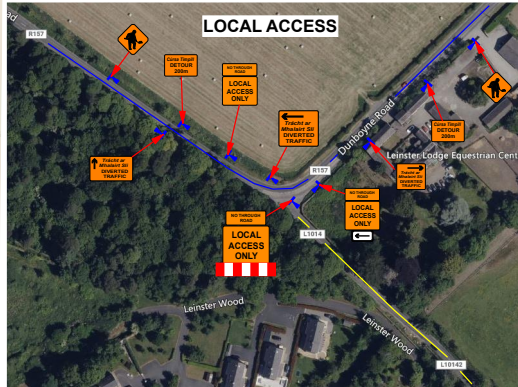 LOCAL ACCESS
Road
R157
Cúrsa Timpill
DETOUR
200m
NO THROUGH
ROAD
LOCAL
ACCESS
ONLY
Trácht ar
Mhalairt Slí
DIVERTED
TRAFFIC
Trácht ar
Mhalairt Slí
DIVERTED
TRAFFIC
R157
Dunboyne Road
Cúrsa Timpill
DETOUR
200m
Leinster Lodge Equestrian Cent
Trácht ar
Mhalairt Slí
DIVERTED
TRAFFIC
NO THROUGH
ROAD
LOCAL
ACCESS
ONLY
NO THROUGH
ROAD
LOCAL
ACCESS
ONLY
L1014
Leinster Wood
Leinster Wood
L10142